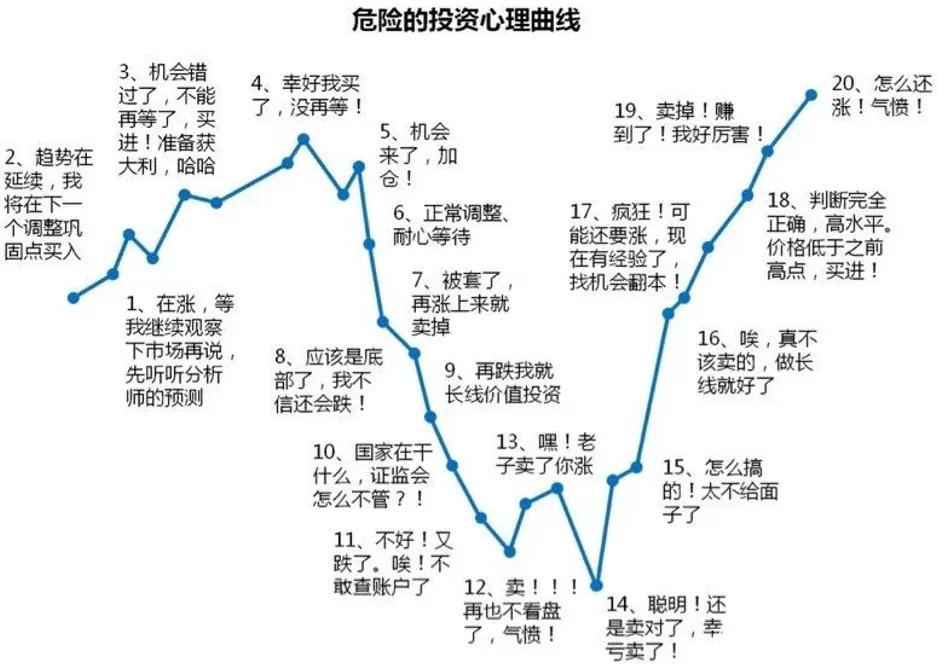 危险的投资心理曲线
1、在涨，等
我继续观察
下市场再说，
先听听分析
师的预测
2、趋势在
延续，我
将在下一
个调整巩
固点买入
3、机会错
过了，不能
再等了，买
进！准备获
大利，哈哈
4、幸好我买
了，没再等！
5、机会
来了，加
仓！
6、正常调整、
耐心等待
7、被套了，
再涨上来就
卖掉
8、应该是底
部了，我不
信还会跌！
9、再跌我就
长线价值投资
10、国家在干
什么，证监会
怎么不管？！
11、不好！又
跌了。唉！不
敢查账户了
12、卖！！！
再也不看盘
了，气愤！
13、嘿！老
子卖了你涨
14、聪明！还
是卖对了，幸
亏卖了！
15、怎么搞
的！太不给面
子了
16、唉，真不
该卖的，做长
线就好了
17、疯狂！可
能还要涨，现
在有经验了，
找机会翻本！
18、判断完全
正确，高水平。
价格低于之前
高点，买进！
19、卖掉！赚
到了！我好厉害！
20、怎么还
涨！气愤！